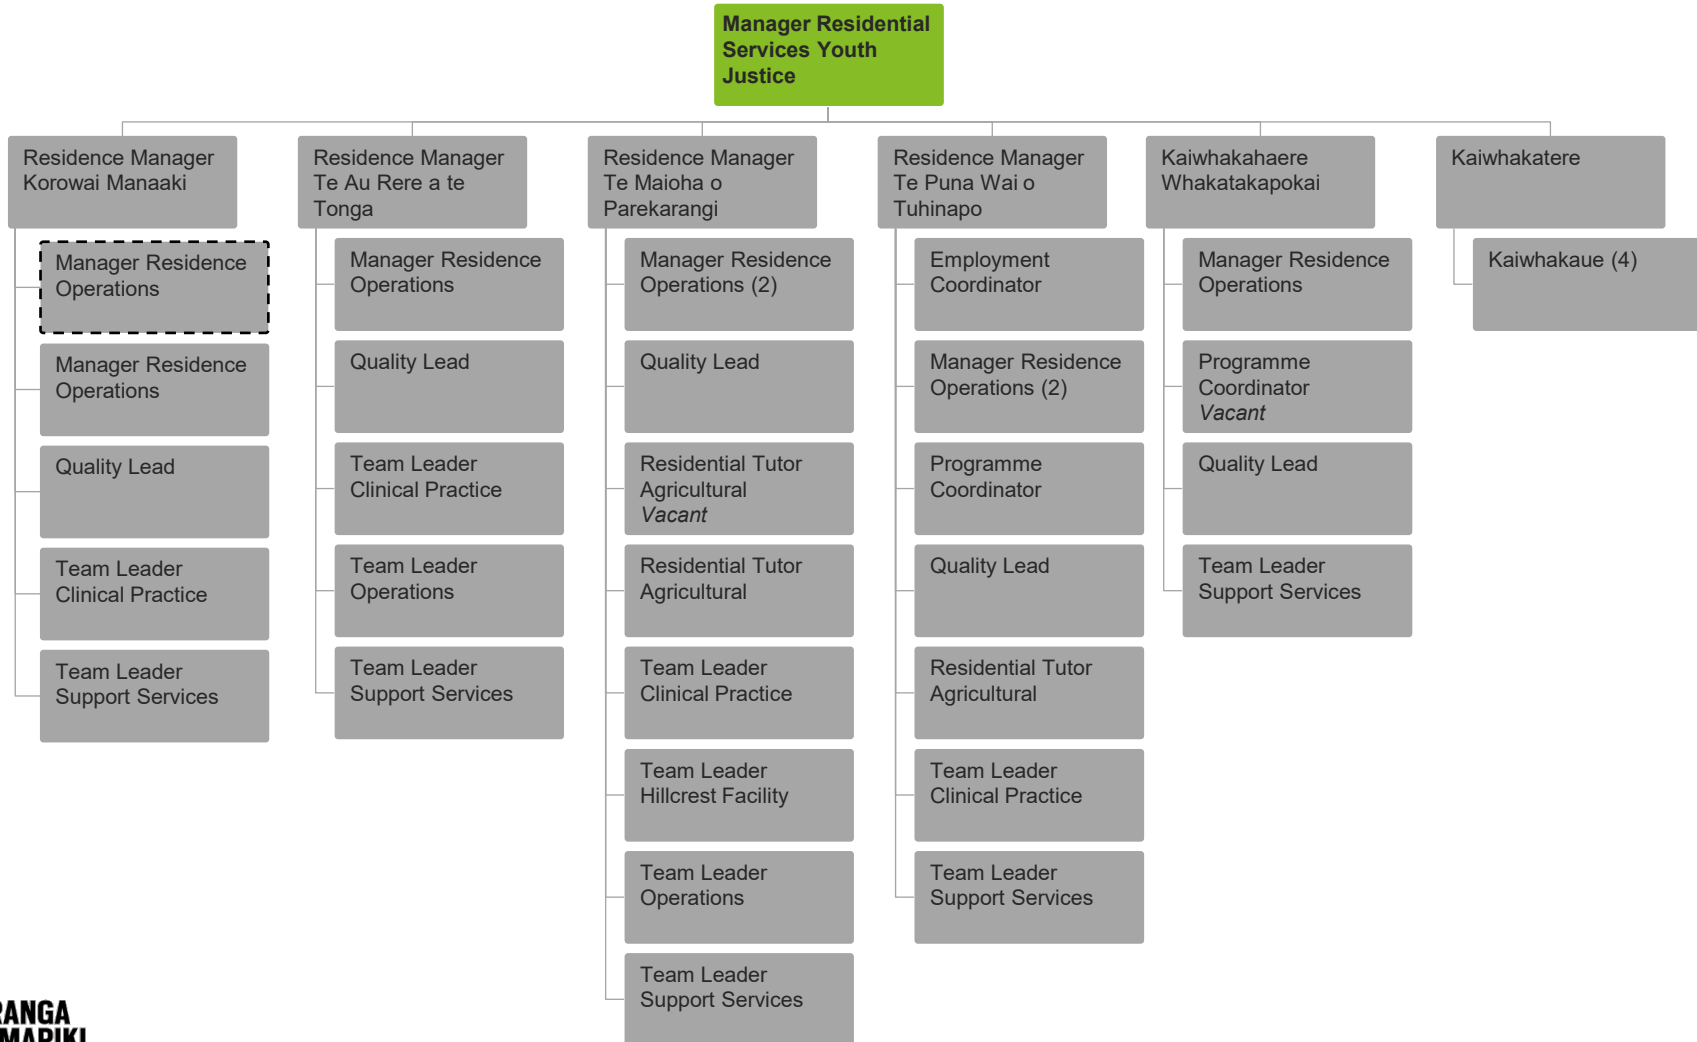 Manager Residential
Services Youth
Justice
Residence Manager
Korowai Manaaki
Manager Residence
Operations
Manager Residence
Operations
Quality Lead
Team Leader
Clinical Practice
Team Leader
Support Services
Residence Manager
Te Au Rere a te
Tonga
Manager Residence
Operations
Quality Lead
Team Leader
Clinical Practice
Team Leader
Operations
Team Leader
Support Services
Residence Manager
Te Maioha o
Parekarangi
Manager Residence
Operations (2)
Quality Lead
Residential Tutor
Agricultural
Vacant
Residential Tutor
Agricultural
Team Leader
Clinical Practice
Team Leader
Hillcrest Facility
Team Leader
Operations
Team Leader
Support Services
Residence Manager
Te Puna Wai o
Tuhinapo
Employment
Coordinator
Manager Residence
Operations (2)
Programme
Coordinator
Quality Lead
Residential Tutor
Agricultural
Team Leader
Clinical Practice
Team Leader
Support Services
Kaiwhakahaere
Whakatakapokai
Manager Residence
Operations
Programme
Coordinator
Vacant
Quality Lead
Team Leader
Support Services
Kaiwhakatere
Kaiwhakaue (4)